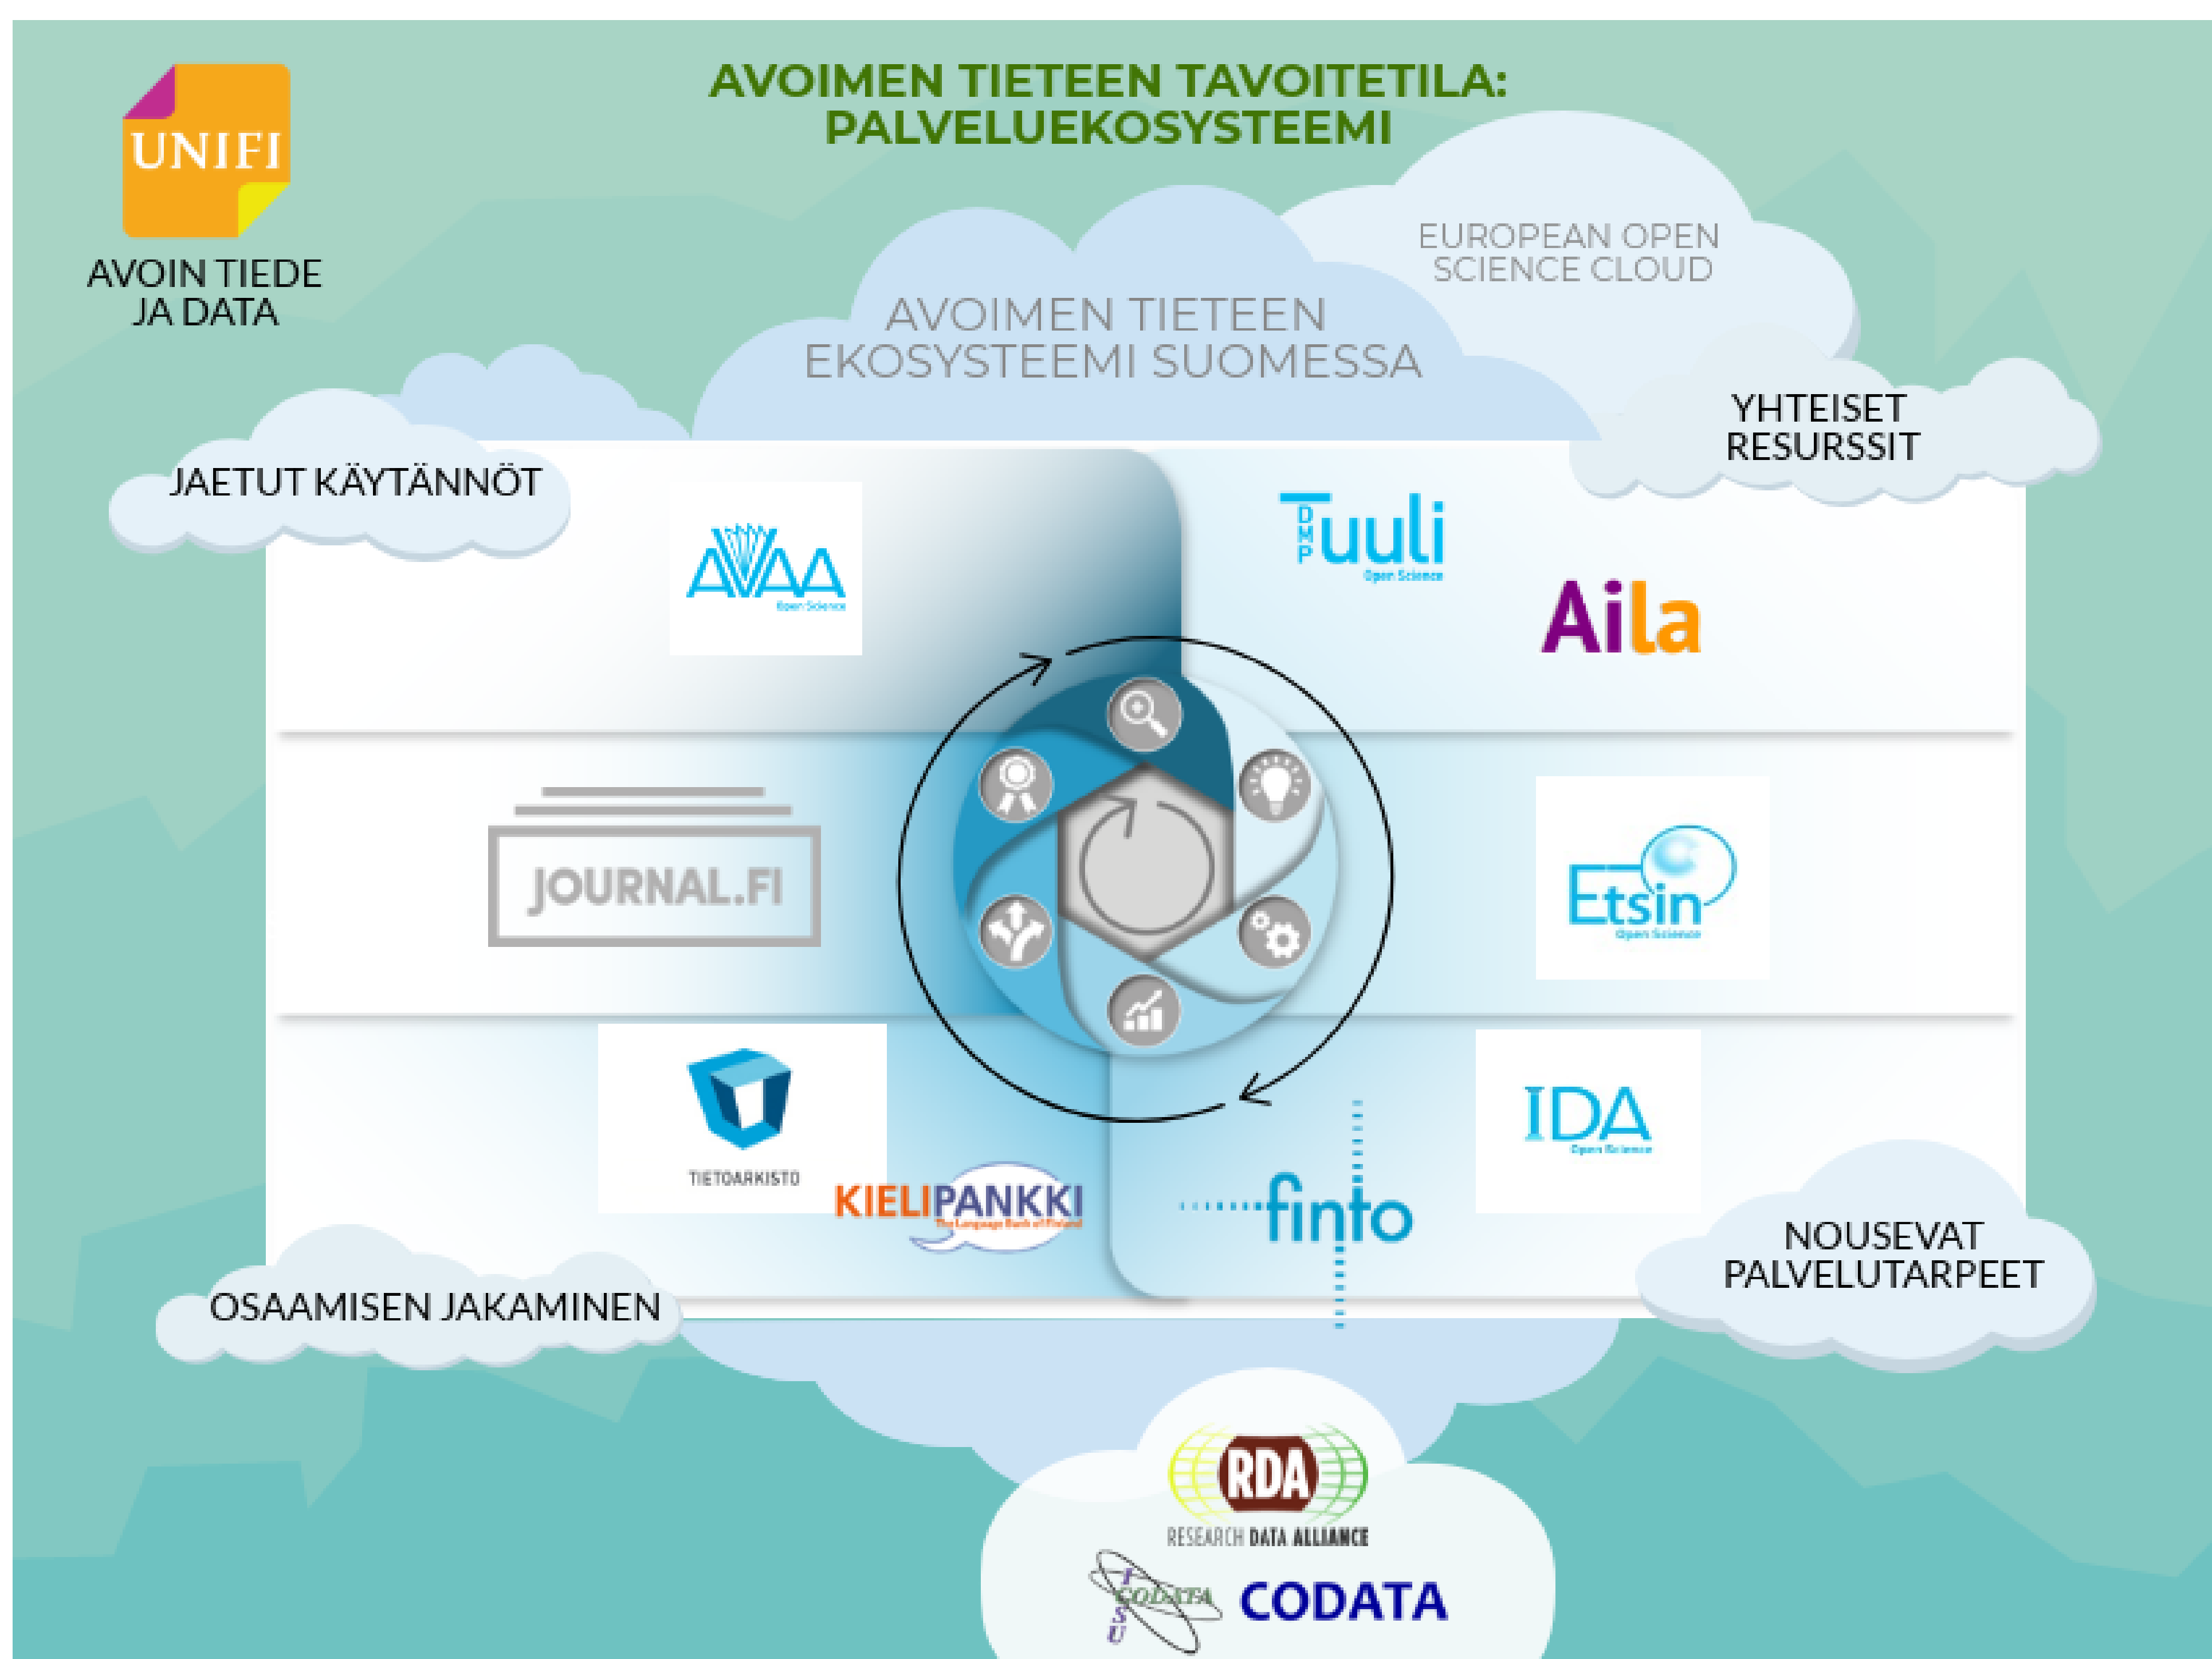 AVOIMEN TIETEEN TAVOITETILA:
PALVELUEKOSYSTEEMI
UNIFI
AVOIN TIEDE
JA DATA
EUROPEAN OPEN
SCIENCE CLOUD
AVOIMEN TIETEEN
EKOSYSTEEMI SUOMESSA
YHTEISET
RESURSSIT
JAETUT KÄYTÄNNÖT
AVAA
Open Science
Tuuli
DMP
Open Science
Aila
JOURNAL.FI
Etsin
Open Science
TIETOARKISTO
KIELIPANKKI
The Language Bank of Finland
finto
IDA
Open Science
NOUSEVAT
PALVELUTARPEET
OSAAMISEN JAKAMINEN
RDA
RESEARCH DATA ALLIANCE
CODATA
ICSU
CODATA